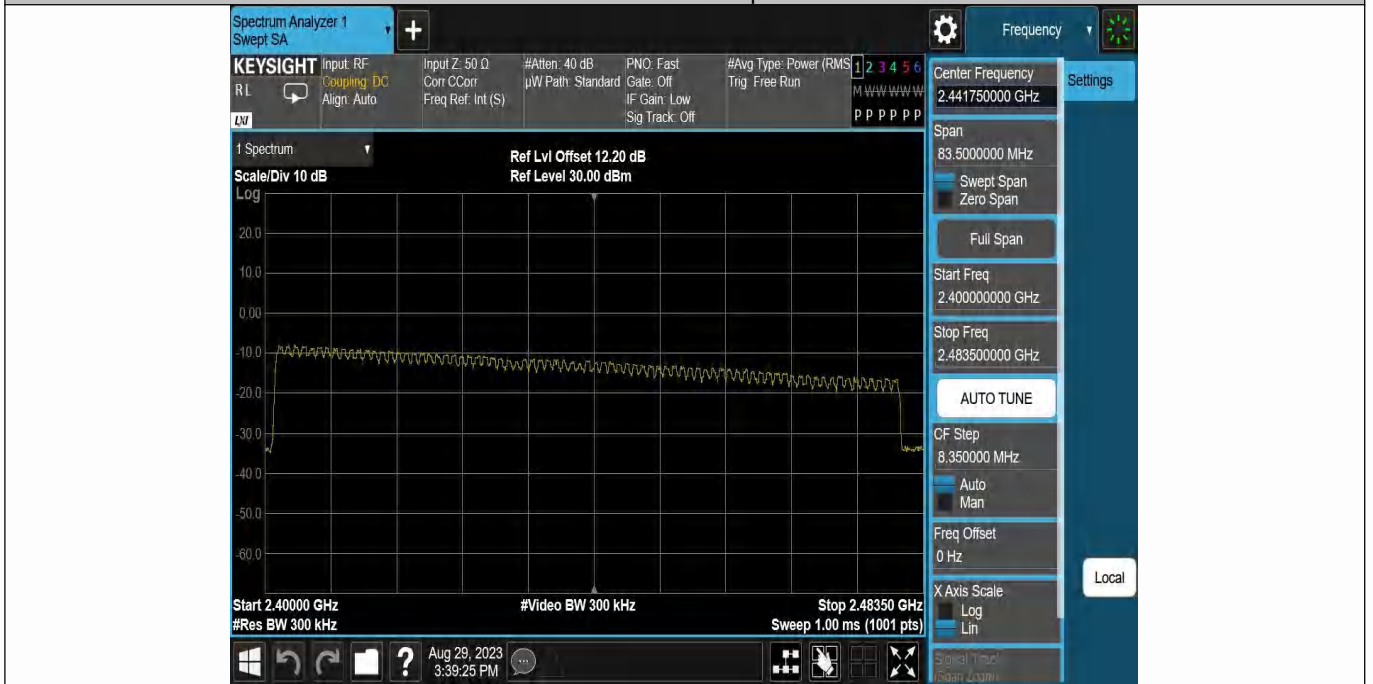 Spectrum Analyzer 1
Swept SA
+
Frequency
KEYSIGHT
RL
LXI
Input: RF
Coupling: DC
Align: Auto
Input Z: 50 Ω
Corr CCorr
Freq Ref: Int (S)
#Atten: 40 dB
µW Path: Standard
PNO: Fast
Gate: Off
IF Gain: Low
Sig Track: Off
#Avg Type: Power (RMS
Trig: Free Run
1 2 3 4 5 6
M W W W W W
P P P P P P
1 Spectrum
Scale/Div 10 dB
Log
Ref Lvl Offset 12.20 dB
Ref Level 30.00 dBm
20.0
10.0
0.00
-10.0
-20.0
-30.0
-40.0
-50.0
-60.0
Start 2.40000 GHz
#Res BW 300 kHz
#Video BW 300 kHz
Stop 2.48350 GHz
Sweep 1.00 ms (1001 pts)
Center Frequency
2.441750000 GHz
Settings
Span
83.5000000 MHz
Swept Span
Zero Span
Full Span
Start Freq
2.400000000 GHz
Stop Freq
2.483500000 GHz
AUTO TUNE
CF Step
8.350000 MHz
Auto
Man
Freq Offset
0 Hz
X Axis Scale
Log
Lin
Signal Track
(Span Zoom)
Local
?
Aug 29, 2023
3:39:25 PM